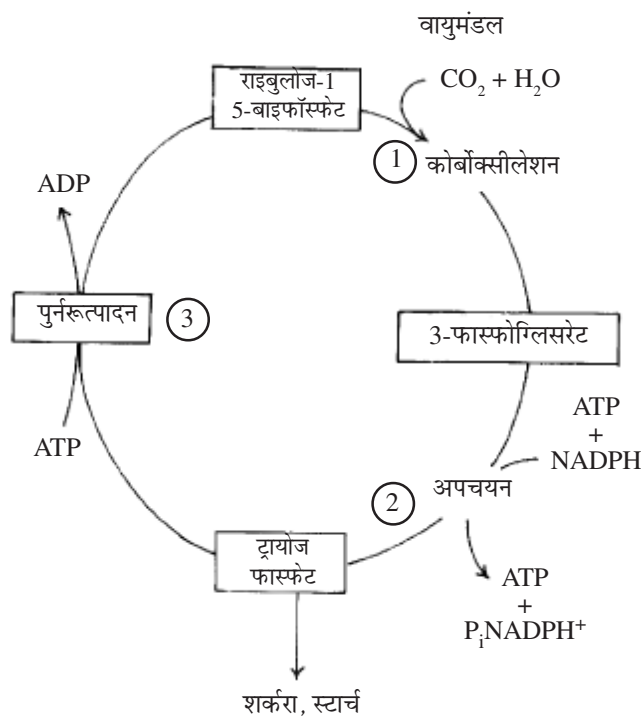 वायुमंडल
राइबुलोज-1
5-बाइफॉस्फेट
CO₂ + H₂O
1 कोर्बोक्सीलेशन
ADP
पुर्नरूत्पादन 3
3-फास्फोग्लिसरेट
ATP
ATP
+
NADPH
2 अपचयन
ट्रायोज
फास्फेट
ATP
+
PᵢNADPH⁺
शर्करा, स्टार्च